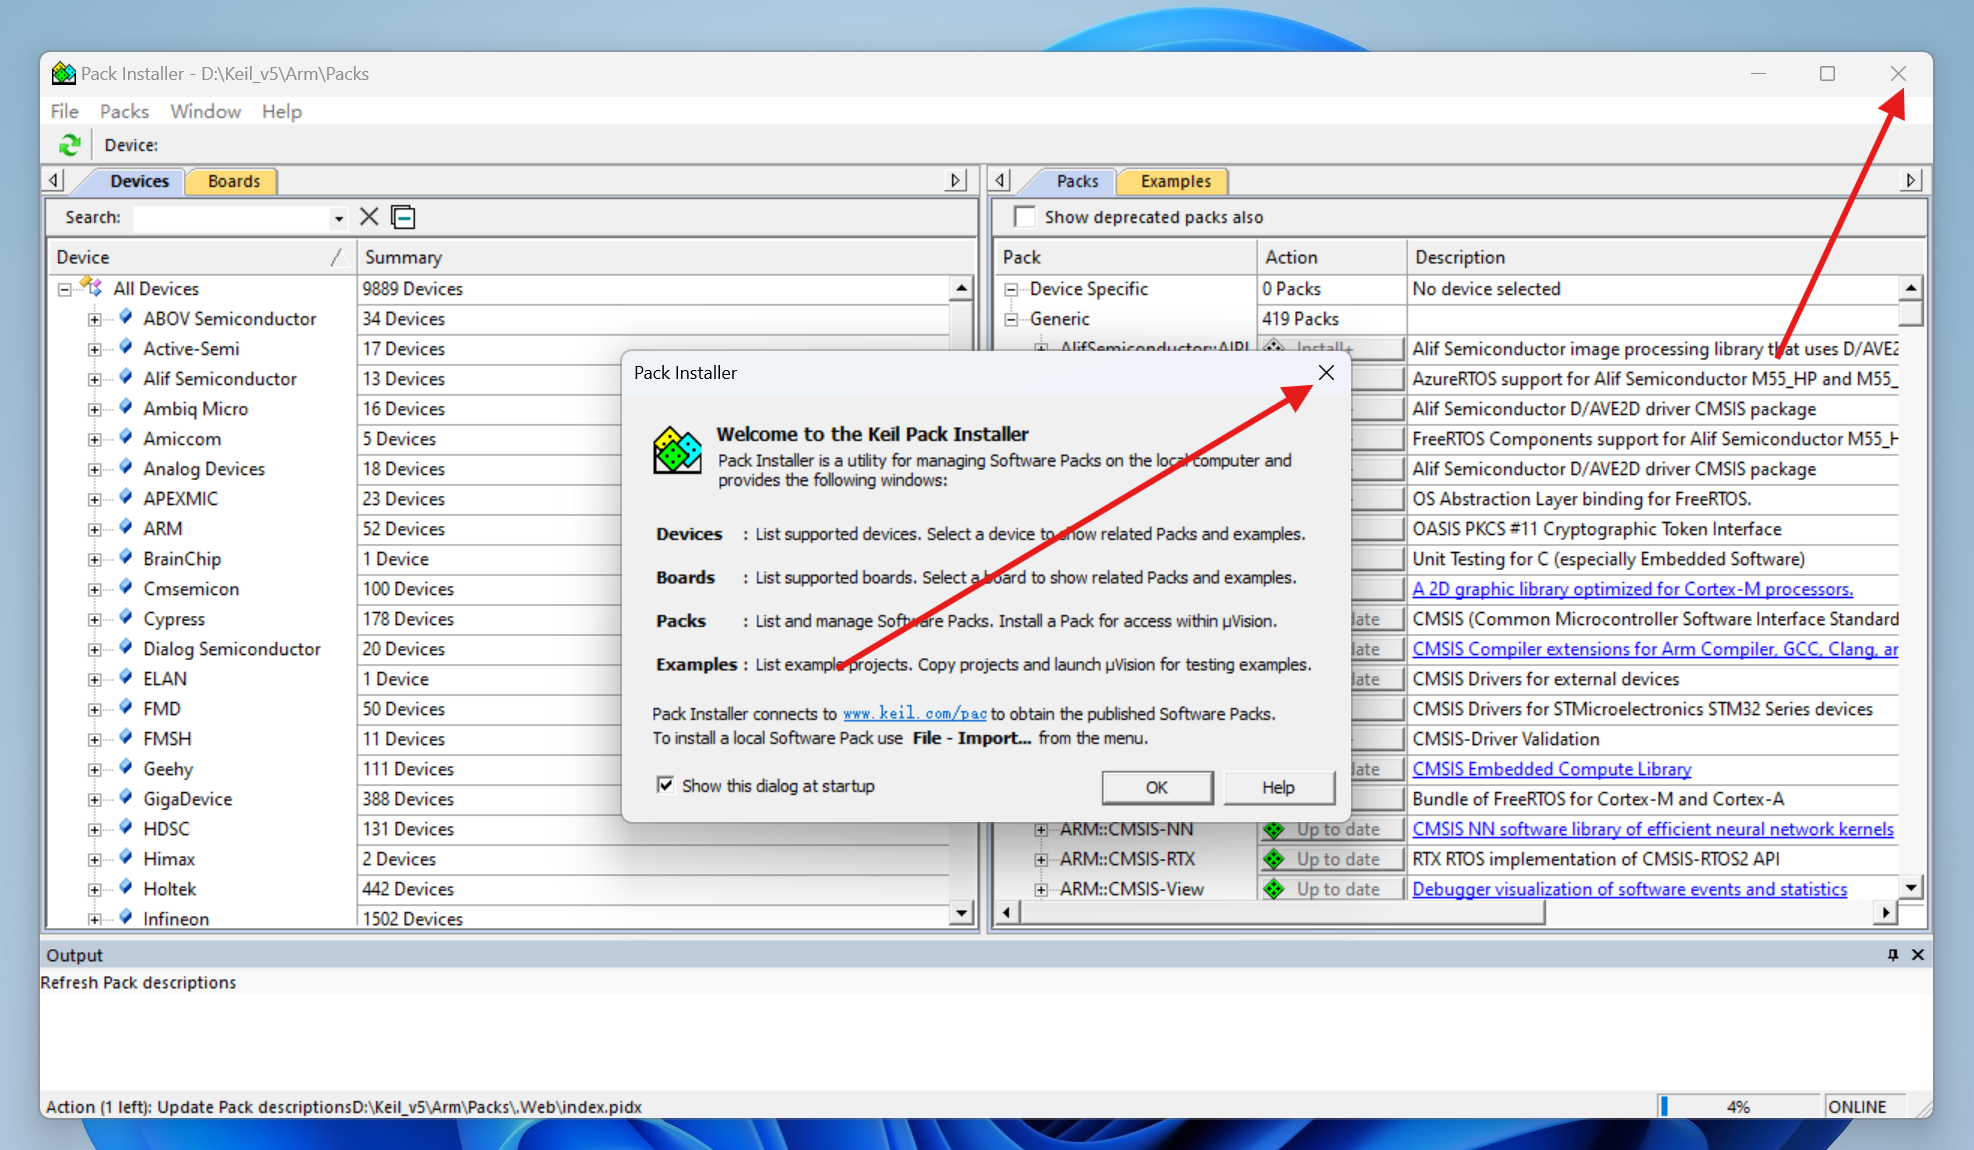 Pack Installer - D:\Keil_v5\Arm\Packs
File Packs Window Help
Device:
Devices Boards
Search:
Device Summary
All Devices 9889 Devices
ABOV Semiconductor 34 Devices
Active-Semi 17 Devices
Alif Semiconductor 13 Devices
Ambiq Micro 16 Devices
Amiccom 5 Devices
Analog Devices 18 Devices
APEXMIC 23 Devices
ARM 52 Devices
BrainChip 1 Device
Cmsemicon 100 Devices
Cypress 178 Devices
Dialog Semiconductor 20 Devices
ELAN 1 Device
FMD 50 Devices
FMSH 11 Devices
Geehy 111 Devices
GigaDevice 388 Devices
HDSC 131 Devices
Himax 2 Devices
Holtek 442 Devices
Infineon 1502 Devices
Packs Examples
Show deprecated packs also
Pack Action Description
Device Specific 0 Packs No device selected
Generic 419 Packs
Alif Semiconductor image processing library that uses D/AVE2
AzureRTOS support for Alif Semiconductor M55_HP and M55_
Alif Semiconductor D/AVE2D driver CMSIS package
FreeRTOS Components support for Alif Semiconductor M55_H
Alif Semiconductor D/AVE2D driver CMSIS package
OS Abstraction Layer binding for FreeRTOS.
OASIS PKCS #11 Cryptographic Token Interface
Unit Testing for C (especially Embedded Software)
A 2D graphic library optimized for Cortex-M processors.
date CMSIS (Common Microcontroller Software Interface Standard
date CMSIS Compiler extensions for Arm Compiler, GCC, Clang, ar
date CMSIS Drivers for external devices
CMSIS Drivers for STMicroelectronics STM32 Series devices
CMSIS-Driver Validation
date CMSIS Embedded Compute Library
Bundle of FreeRTOS for Cortex-M and Cortex-A
ARM::CMSIS-NN Up to date CMSIS NN software library of efficient neural network kernels
ARM::CMSIS-RTX Up to date RTX RTOS implementation of CMSIS-RTOS2 API
ARM::CMSIS-View Up to date Debugger visualization of software events and statistics
Pack Installer
Welcome to the Keil Pack Installer
Pack Installer is a utility for managing Software Packs on the local computer and
provides the following windows:
Devices : List supported devices. Select a device to show related Packs and examples.
Boards : List supported boards. Select a board to show related Packs and examples.
Packs : List and manage Software Packs. Install a Pack for access within µVision.
Examples : List example projects. Copy projects and launch µVision for testing examples.
Pack Installer connects to www.keil.com/pac to obtain the published Software Packs.
To install a local Software Pack use File - Import... from the menu.
Show this dialog at startup
OK Help
Output
Refresh Pack descriptions
Action (1 left): Update Pack descriptionsD:\Keil_v5\Arm\Packs\.Web\index.pidx
4% ONLINE